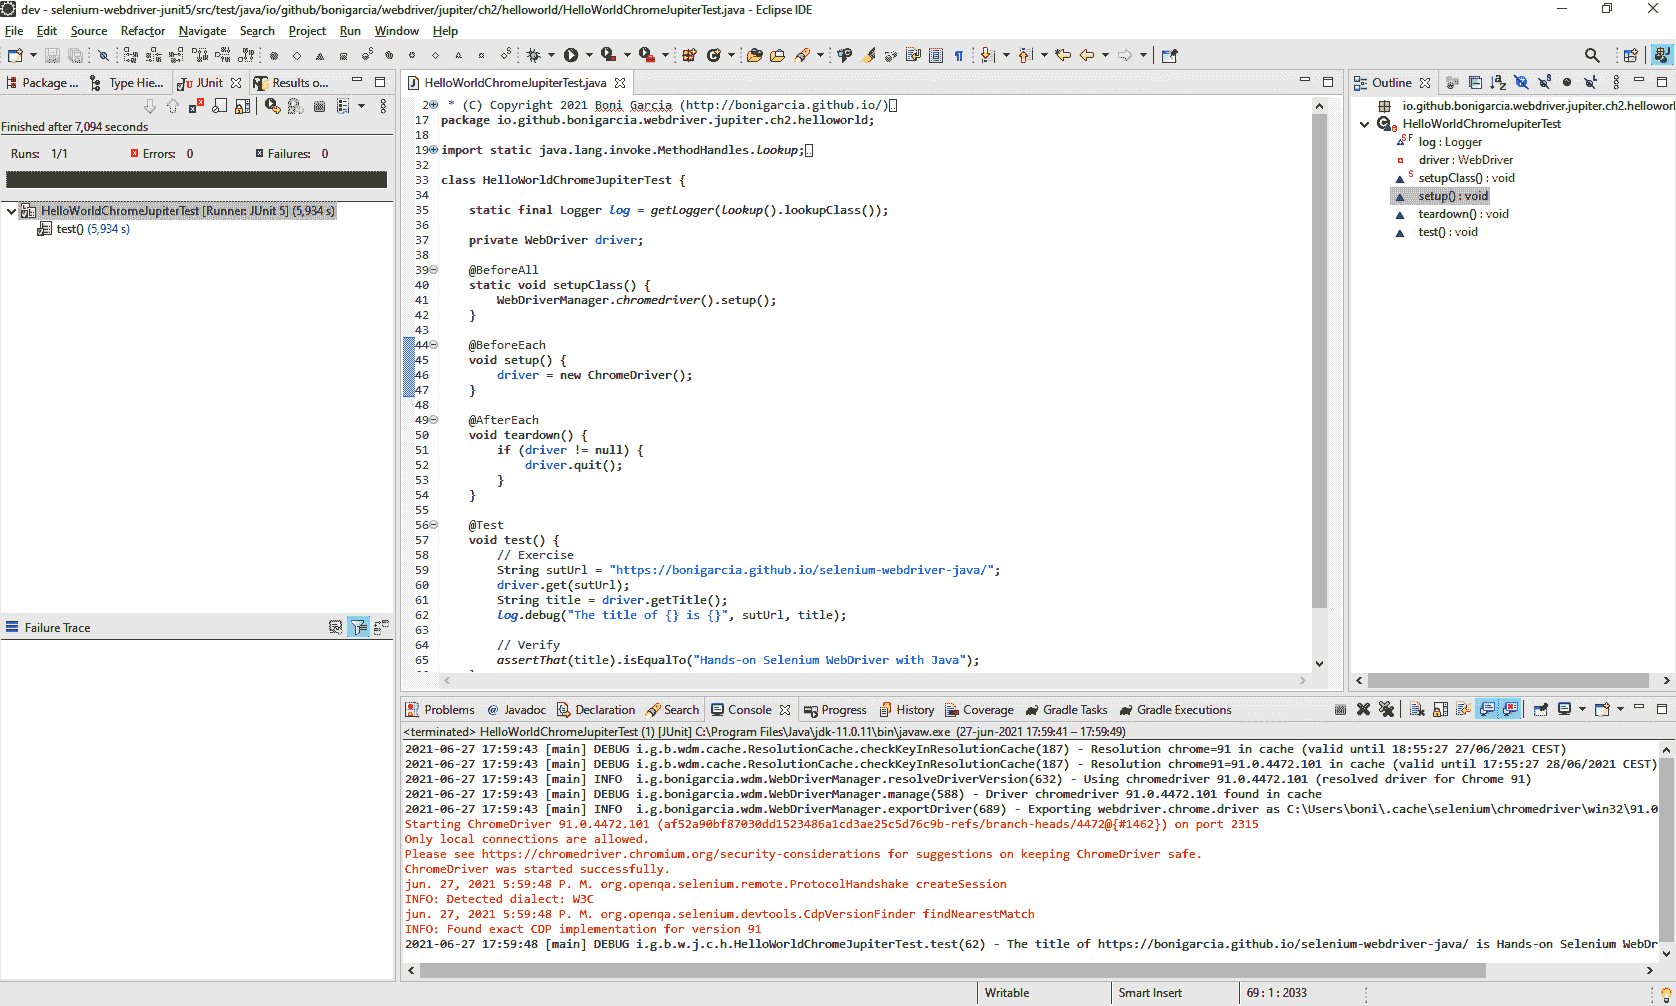 dev - selenium-webdriver-junit5/src/test/java/io/github/bonigarcia/webdriver/jupiter/ch2/helloworld/HelloWorldChromeJupiterTest.java - Eclipse IDE
File Edit Source Refactor Navigate Search Project Run Window Help
Package ... Type Hie... JUnit Results o...
Finished after 7,094 seconds
Runs: 1/1 Errors: 0 Failures: 0
HelloWorldChromeJupiterTest [Runner: JUnit 5] (5,934 s)
test() (5,934 s)
Failure Trace
HelloWorldChromeJupiterTest.java
2 * (C) Copyright 2021 Boni Garcia (http://bonigarcia.github.io/)
17 package io.github.bonigarcia.webdriver.jupiter.ch2.helloworld;
18
19 import static java.lang.invoke.MethodHandles.lookup;
32
33 class HelloWorldChromeJupiterTest {
34
35 static final Logger log = getLogger(lookup().lookupClass());
36
37 private WebDriver driver;
38
39 @BeforeAll
40 static void setupClass() {
41 WebDriverManager.chromedriver().setup();
42 }
43
44 @BeforeEach
45 void setup() {
46 driver = new ChromeDriver();
47 }
48
49 @AfterEach
50 void teardown() {
51 if (driver != null) {
52 driver.quit();
53 }
54 }
55
56 @Test
57 void test() {
58 // Exercise
59 String sutUrl = "https://bonigarcia.github.io/selenium-webdriver-java/";
60 driver.get(sutUrl);
61 String title = driver.getTitle();
62 log.debug("The title of {} is {}", sutUrl, title);
63
64 // Verify
65 assertThat(title).isEqualTo("Hands-on Selenium WebDriver with Java");
Outline
io.github.bonigarcia.webdriver.jupiter.ch2.helloworl
HelloWorldChromeJupiterTest
log : Logger
driver : WebDriver
setupClass() : void
setup() : void
teardown() : void
test() : void
Problems Javadoc Declaration Search Console Progress History Coverage Gradle Tasks Gradle Executions
<terminated> HelloWorldChromeJupiterTest (1) [JUnit] C:\Program Files\Java\jdk-11.0.11\bin\javaw.exe (27-jun-2021 17:59:41 – 17:59:49)
2021-06-27 17:59:43 [main] DEBUG i.g.b.wdm.cache.ResolutionCache.checkKeyInResolutionCache(187) - Resolution chrome=91 in cache (valid until 18:55:27 27/06/2021 CEST)
2021-06-27 17:59:43 [main] DEBUG i.g.b.wdm.cache.ResolutionCache.checkKeyInResolutionCache(187) - Resolution chrome91=91.0.4472.101 in cache (valid until 17:55:27 28/06/2021 CEST)
2021-06-27 17:59:43 [main] INFO i.g.bonigarcia.wdm.WebDriverManager.resolveDriverVersion(632) - Using chromedriver 91.0.4472.101 (resolved driver for Chrome 91)
2021-06-27 17:59:43 [main] DEBUG i.g.bonigarcia.wdm.WebDriverManager.manage(588) - Driver chromedriver 91.0.4472.101 found in cache
2021-06-27 17:59:43 [main] INFO i.g.bonigarcia.wdm.WebDriverManager.exportDriver(689) - Exporting webdriver.chrome.driver as C:\Users\boni\.cache\selenium\chromedriver\win32\91.0
Starting ChromeDriver 91.0.4472.101 (af52a90bf87030dd1523486a1cd3ae25c5d76c9b-refs/branch-heads/4472@{#1462}) on port 2315
Only local connections are allowed.
Please see https://chromedriver.chromium.org/security-considerations for suggestions on keeping ChromeDriver safe.
ChromeDriver was started successfully.
jun. 27, 2021 5:59:48 P. M. org.openqa.selenium.remote.ProtocolHandshake createSession
INFO: Detected dialect: W3C
jun. 27, 2021 5:59:48 P. M. org.openqa.selenium.devtools.CdpVersionFinder findNearestMatch
INFO: Found exact CDP implementation for version 91
2021-06-27 17:59:48 [main] DEBUG i.g.b.w.j.c.h.HelloWorldChromeJupiterTest.test(62) - The title of https://bonigarcia.github.io/selenium-webdriver-java/ is Hands-on Selenium WebDr
Writable Smart Insert 69 : 1 : 2033